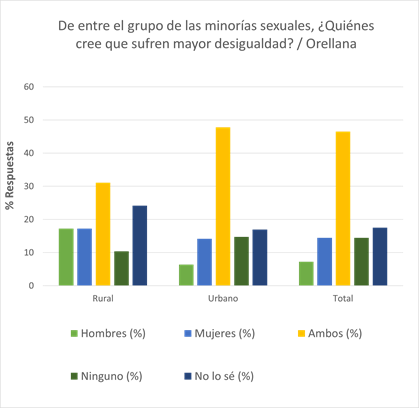 De entre el grupo de las minorías sexuales, ¿Quiénes
cree que sufren mayor desigualdad? / Orellana
% Respuestas
60
50
40
30
20
10
0
Rural
Urbano
Total
Hombres (%)
Mujeres (%)
Ambos (%)
Ninguno (%)
No lo sé (%)